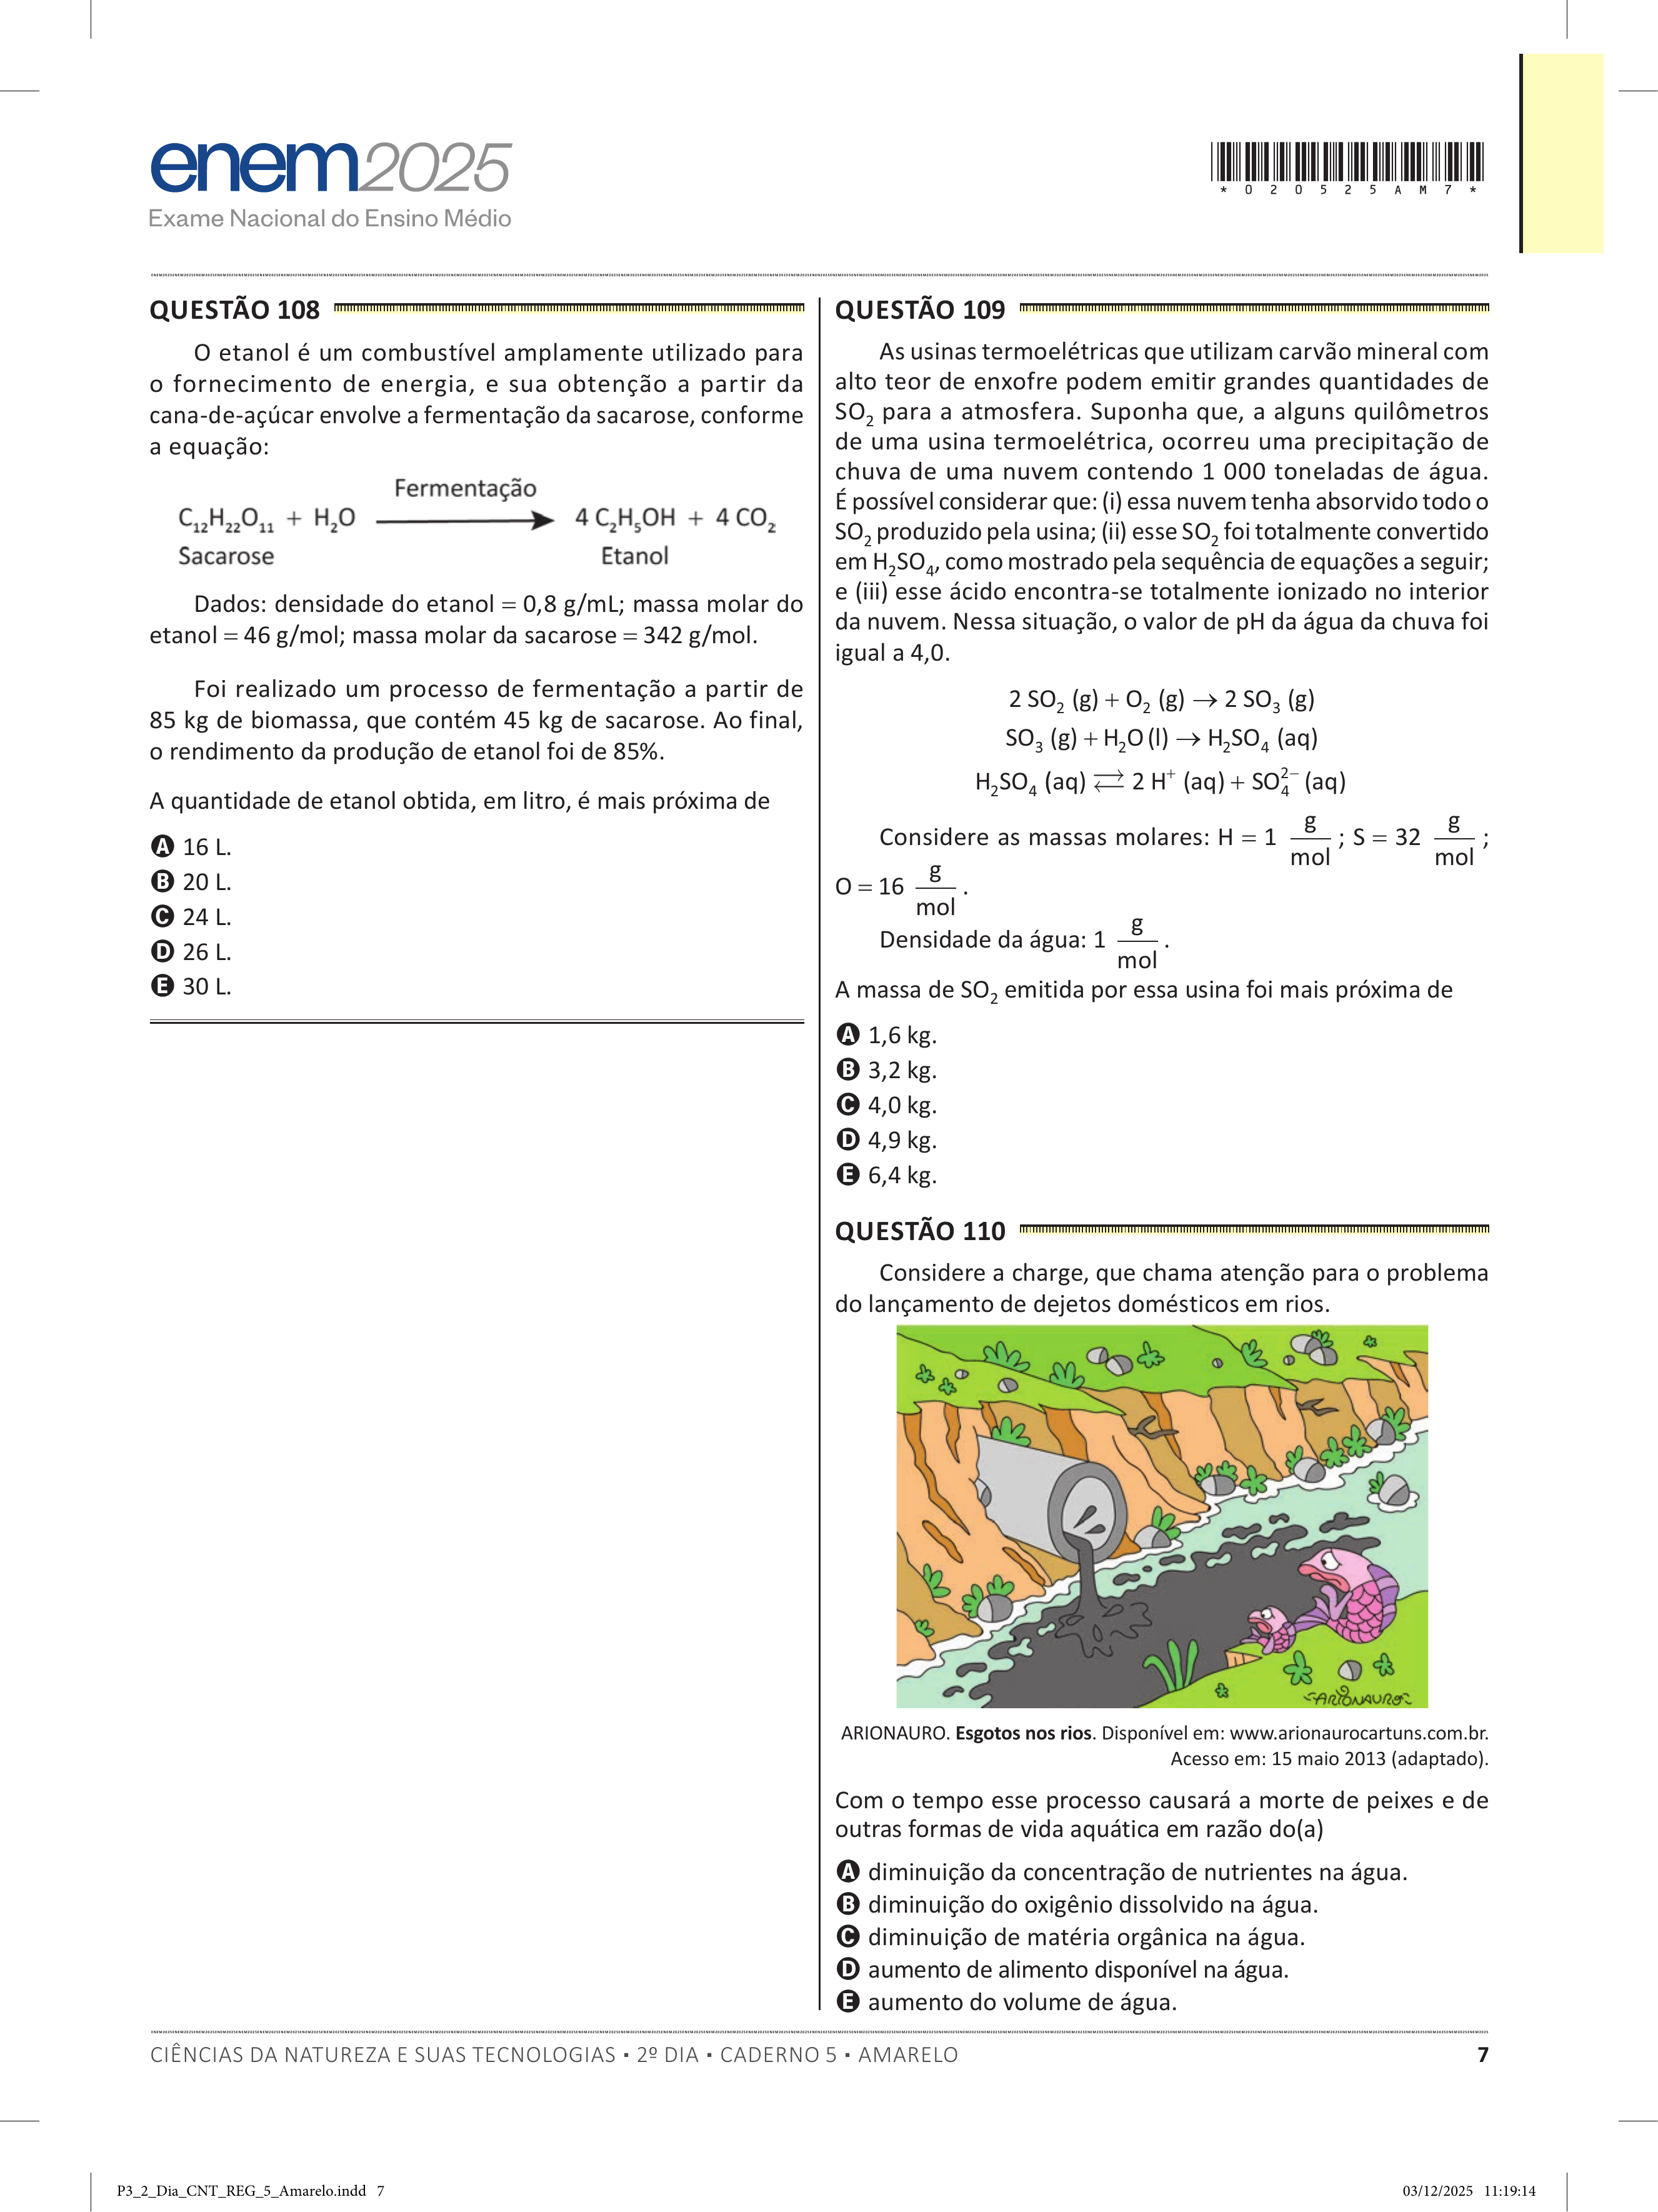 enem2025
Exame Nacional do Ensino Médio
*020525AM7*
QUESTÃO 108
O etanol é um combustível amplamente utilizado para
o fornecimento de energia, e sua obtenção a partir da
cana-de-açúcar envolve a fermentação da sacarose, conforme
a equação:
Fermentação
C₁₂H₂₂O₁₁ + H₂O ⟶ 4 C₂H₅OH + 4 CO₂
Sacarose Etanol
Dados: densidade do etanol = 0,8 g/mL; massa molar do
etanol = 46 g/mol; massa molar da sacarose = 342 g/mol.
Foi realizado um processo de fermentação a partir de
85 kg de biomassa, que contém 45 kg de sacarose. Ao final,
o rendimento da produção de etanol foi de 85%.
A quantidade de etanol obtida, em litro, é mais próxima de
A 16 L.
B 20 L.
C 24 L.
D 26 L.
E 30 L.
QUESTÃO 109
As usinas termoelétricas que utilizam carvão mineral com
alto teor de enxofre podem emitir grandes quantidades de
SO₂ para a atmosfera. Suponha que, a alguns quilômetros
de uma usina termoelétrica, ocorreu uma precipitação de
chuva de uma nuvem contendo 1 000 toneladas de água.
É possível considerar que: (i) essa nuvem tenha absorvido todo o
SO₂ produzido pela usina; (ii) esse SO₂ foi totalmente convertido
em H₂SO₄, como mostrado pela sequência de equações a seguir;
e (iii) esse ácido encontra-se totalmente ionizado no interior
da nuvem. Nessa situação, o valor de pH da água da chuva foi
igual a 4,0.
2 SO₂ (g) + O₂ (g) → 2 SO₃ (g)
SO₃ (g) + H₂O (l) → H₂SO₄ (aq)
H₂SO₄ (aq) ⇄ 2 H⁺ (aq) + SO₄²⁻ (aq)
Considere as massas molares: H = 1 g/mol ; S = 32 g/mol ;
O = 16 g/mol .
Densidade da água: 1 g/mol .
A massa de SO₂ emitida por essa usina foi mais próxima de
A 1,6 kg.
B 3,2 kg.
C 4,0 kg.
D 4,9 kg.
E 6,4 kg.
QUESTÃO 110
Considere a charge, que chama atenção para o problema
do lançamento de dejetos domésticos em rios.
ARIONAURO
ARIONAURO. Esgotos nos rios. Disponível em: www.arionaurocartuns.com.br.
Acesso em: 15 maio 2013 (adaptado).
Com o tempo esse processo causará a morte de peixes e de
outras formas de vida aquática em razão do(a)
A diminuição da concentração de nutrientes na água.
B diminuição do oxigênio dissolvido na água.
C diminuição de matéria orgânica na água.
D aumento de alimento disponível na água.
E aumento do volume de água.
CIÊNCIAS DA NATUREZA E SUAS TECNOLOGIAS ▪ 2º DIA ▪ CADERNO 5 ▪ AMARELO
7
P3_2_Dia_CNT_REG_5_Amarelo.indd 7
03/12/2025 11:19:14